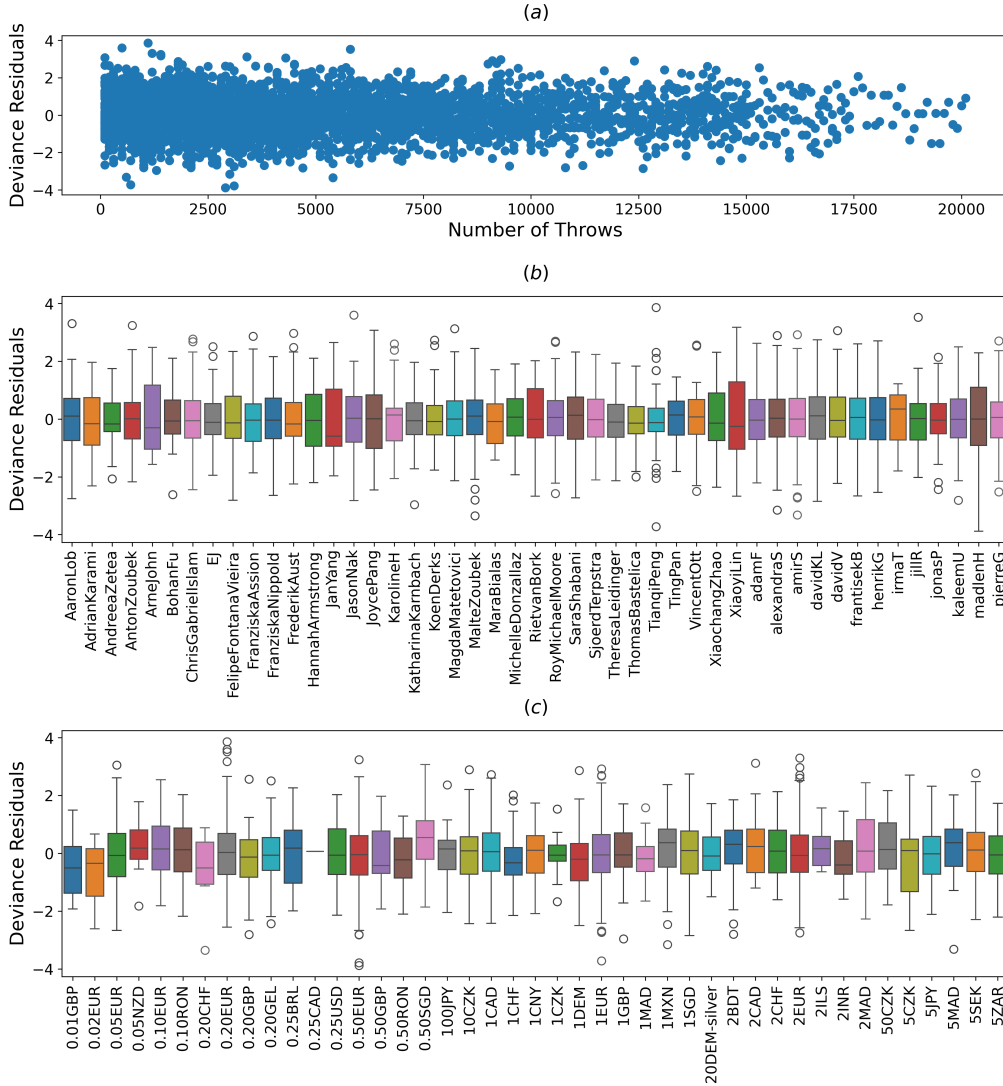 (a)
Deviance Residuals
4
2
0
−2
−4
0 2500 5000 7500 10000 12500 15000 17500 20000
Number of Throws
(b)
Deviance Residuals
4
2
0
−2
−4
AaronLob
AdrianKarami
AndreeaZetea
AntonZoubek
ArneJohn
BohanFu
ChrisGabrielIslam
EJ
FelipeFontanaVieira
FranziskaAssion
FranziskaNippold
FrederikAust
HannahArmstrong
JanYang
JasonNak
JoycePang
KarolineH
KatharinaKarnbach
KoenDerks
MagdaMatetovici
MalteZoubek
MaraBialas
MichelleDonzallaz
RietvanBork
RoyMichaelMoore
SaraShabani
SjoerdTerpstra
TheresaLeidinger
ThomasBastelica
TianqiPeng
TingPan
VincentOtt
XiaochangZhao
XiaoyiLin
adamF
alexandraS
amirS
davidKL
davidV
frantisekB
henrikG
irmaT
jillR
jonasP
kaleemU
madlenH
pierreG
(c)
Deviance Residuals
4
2
0
−2
−4
0.01GBP
0.02EUR
0.05EUR
0.05NZD
0.10EUR
0.10RON
0.20CHF
0.20EUR
0.20GBP
0.20GEL
0.25BRL
0.25CAD
0.25USD
0.50EUR
0.50GBP
0.50RON
0.50SGD
100JPY
10CZK
1CAD
1CHF
1CNY
1CZK
1DEM
1EUR
1GBP
1MAD
1MXN
1SGD
20DEM-silver
2BDT
2CAD
2CHF
2EUR
2ILS
2INR
2MAD
50CZK
5CZK
5JPY
5MAD
5SEK
5ZAR